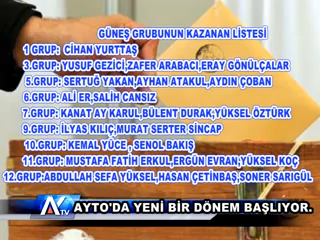 GÜNEŞ GRUBUNUN KAZANAN LİSTESİ
1 GRUP: CİHAN YURTTAŞ
3.GRUP: YUSUF GEZİCİ;ZAFER ARABACI,ERAY GÖNÜLÇALAR
5.GRUP: SERTUĞ YAKAN,AYHAN ATAKUL,AYDIN ÇOBAN
6.GRUP: ALİ ER,SALİH CANSIZ
7.GRUP: KANAT AY KARUL,BÜLENT DURAK;YÜKSEL ÖZTÜRK
9.GRUP: İLYAS KILIÇ,MURAT SERTER SİNCAP
10.GRUP: KEMAL YÜCE , SENOL BAKIŞ
11.GRUP: MUSTAFA FATİH ERKUL,ERGÜN EVRAN;YÜKSEL KOÇ
12.GRUP:ABDULLAH SEFA YÜKSEL,HASAN ÇETİNBAŞ,SONER SARIGÜL
AYTV AYTO'DA YENİ BİR DÖNEM BAŞLIYOR.